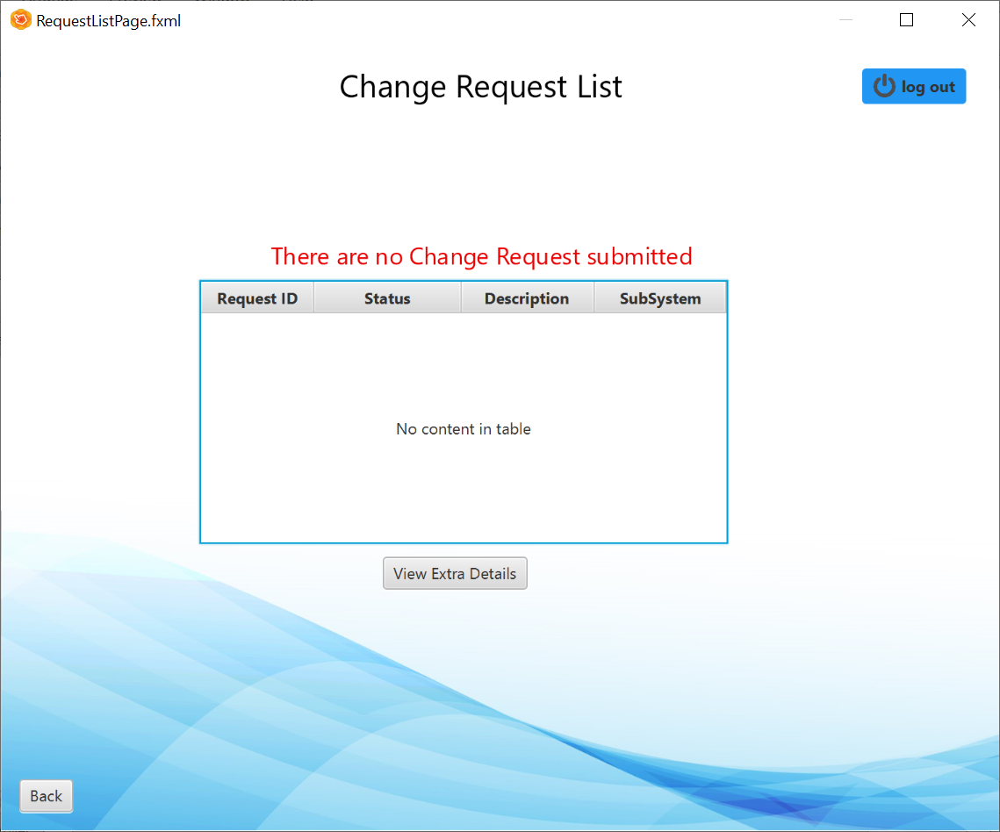 RequestListPage.fxml
Change Request List
log out
There are no Change Request submitted
Request ID Status Description SubSystem
No content in table
View Extra Details
Back